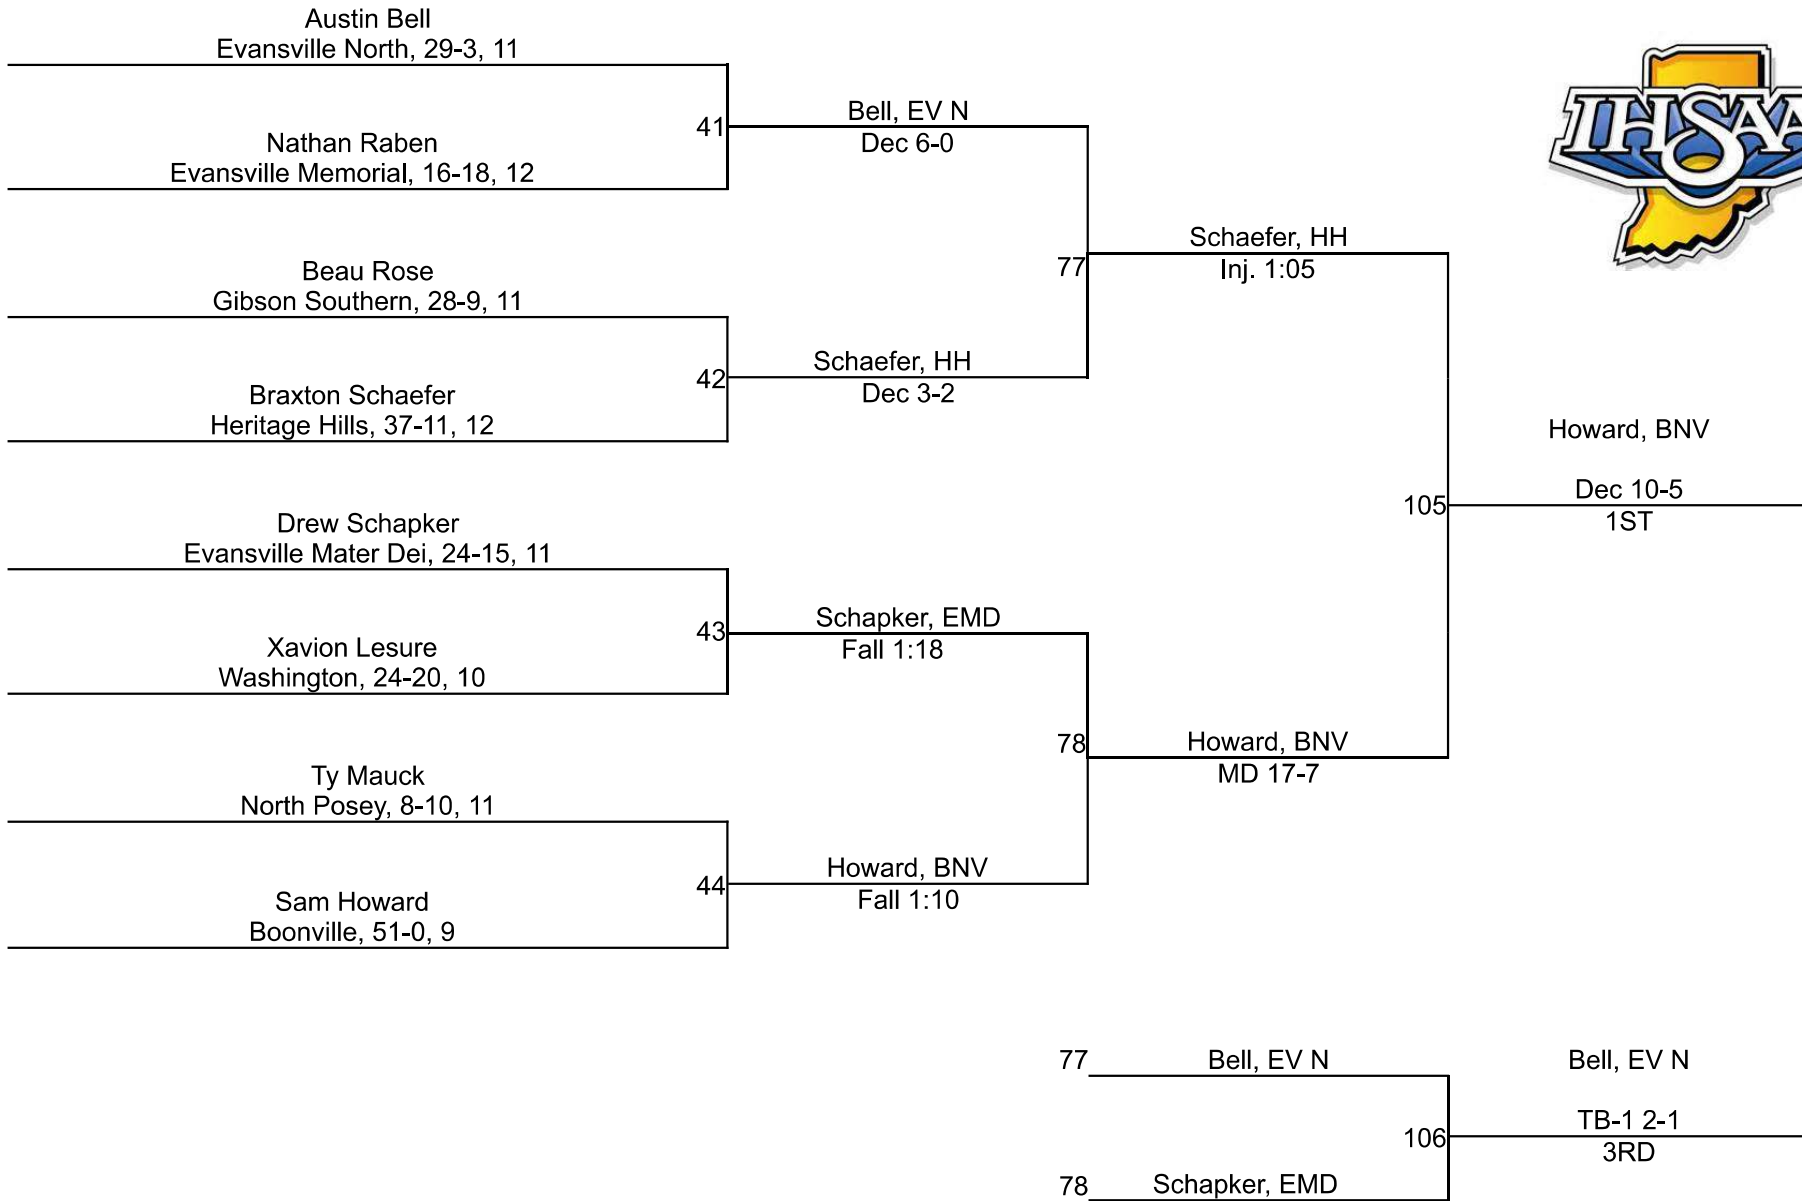 Austin Bell
Evansville North, 29-3, 11
Nathan Raben
Evansville Memorial, 16-18, 12
Beau Rose
Gibson Southern, 28-9, 11
Braxton Schaefer
Heritage Hills, 37-11, 12
Drew Schapker
Evansville Mater Dei, 24-15, 11
Xavion Lesure
Washington, 24-20, 10
Ty Mauck
North Posey, 8-10, 11
Sam Howard
Boonville, 51-0, 9
41
Bell, EV N
Dec 6-0
42
Schaefer, HH
Dec 3-2
43
Schapker, EMD
Fall 1:18
44
Howard, BNV
Fall 1:10
77
Schaefer, HH
Inj. 1:05
78
Howard, BNV
MD 17-7
IHSAA
105
Howard, BNV
Dec 10-5
1ST
77
Bell, EV N
78
Schapker, EMD
106
Bell, EV N
TB-1 2-1
3RD